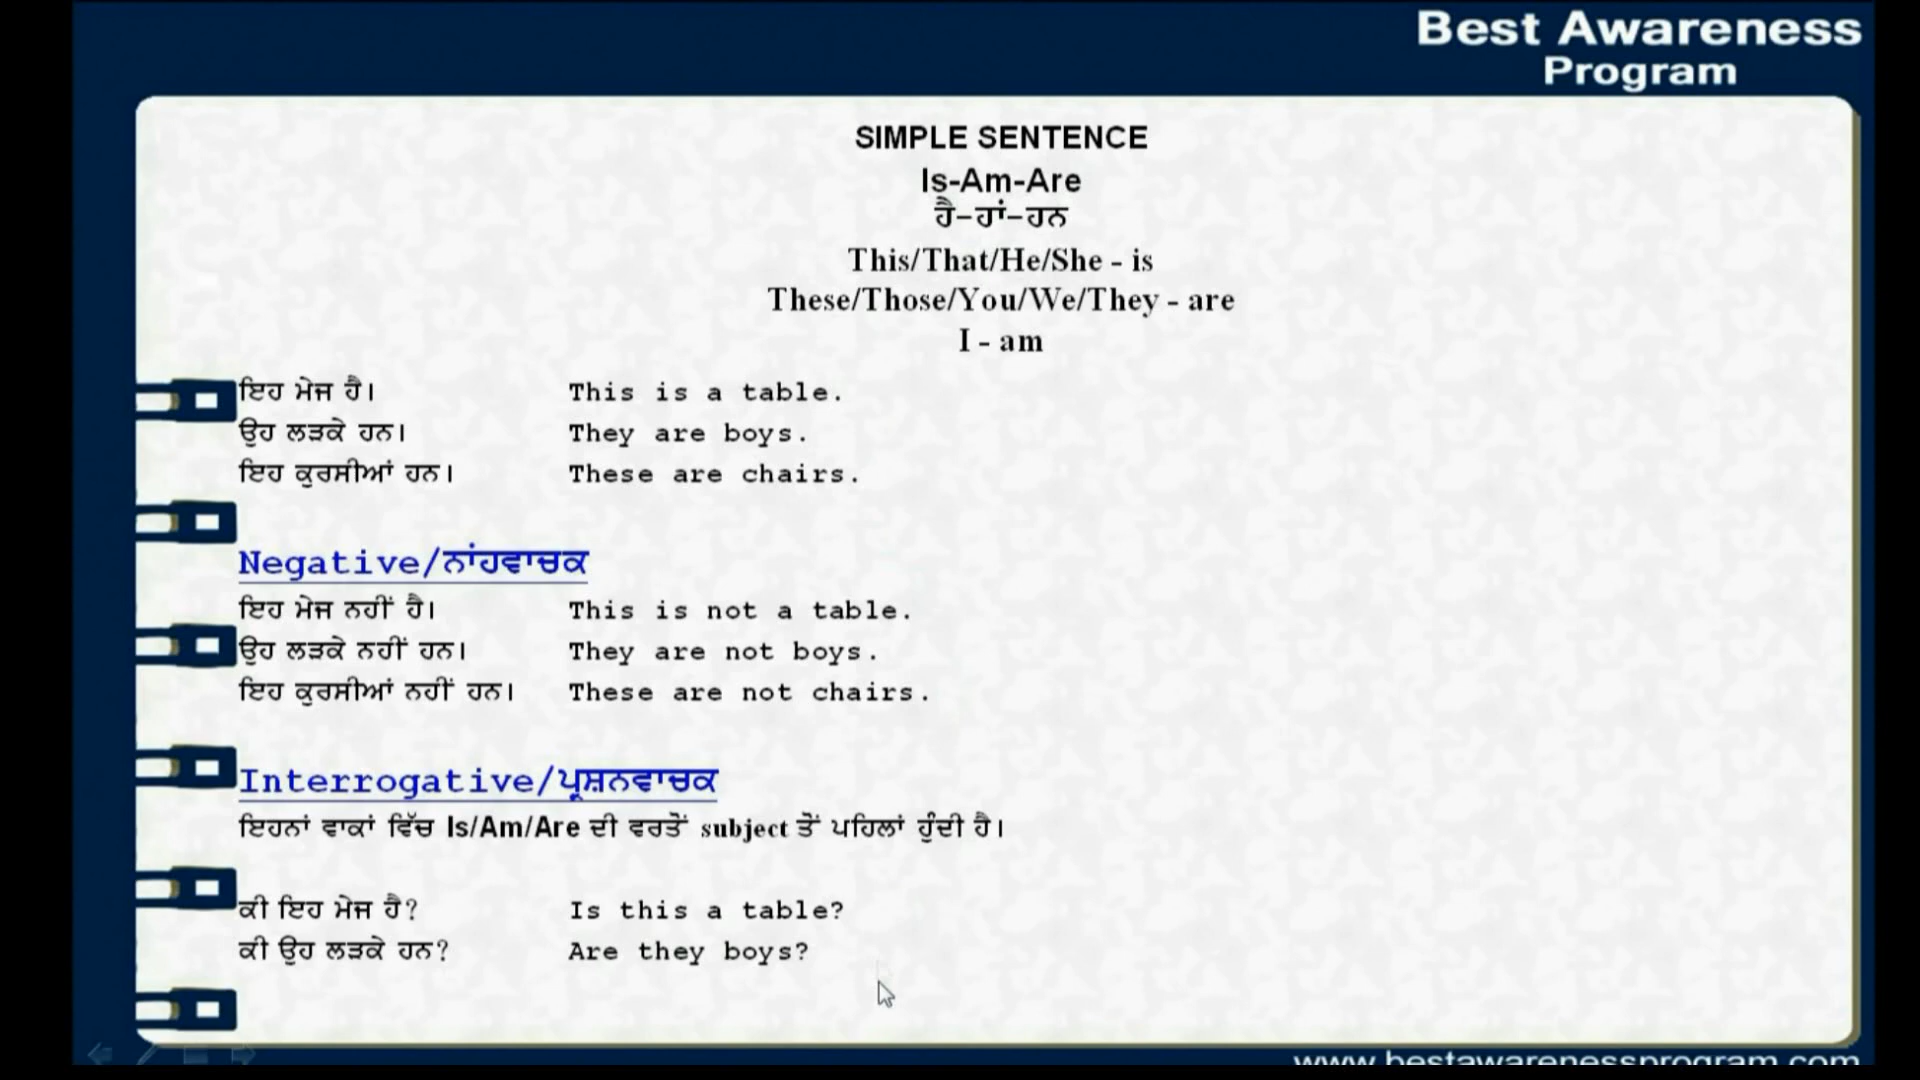 Best Awareness
Program
SIMPLE SENTENCE
Is-Am-Are
ਹੈ-ਹਾਂ-ਹਨ
This/That/He/She - is
These/Those/You/We/They - are
I - am
ਇਹ ਮੇਜ ਹੈ। This is a table.
ਉਹ ਲੜਕੇ ਹਨ। They are boys.
ਇਹ ਕੁਰਸੀਆਂ ਹਨ। These are chairs.
Negative/ਨਾਂਹਵਾਚਕ
ਇਹ ਮੇਜ ਨਹੀਂ ਹੈ। This is not a table.
ਉਹ ਲੜਕੇ ਨਹੀਂ ਹਨ। They are not boys.
ਇਹ ਕੁਰਸੀਆਂ ਨਹੀਂ ਹਨ। These are not chairs.
Interrogative/ਪ੍ਰਸ਼ਨਵਾਚਕ
ਇਹਨਾਂ ਵਾਕਾਂ ਵਿੱਚ Is/Am/Are ਦੀ ਵਰਤੋਂ subject ਤੋਂ ਪਹਿਲਾਂ ਹੁੰਦੀ ਹੈ।
ਕੀ ਇਹ ਮੇਜ ਹੈ? Is this a table?
ਕੀ ਉਹ ਲੜਕੇ ਹਨ? Are they boys?
www.bestawarenessprogram.com